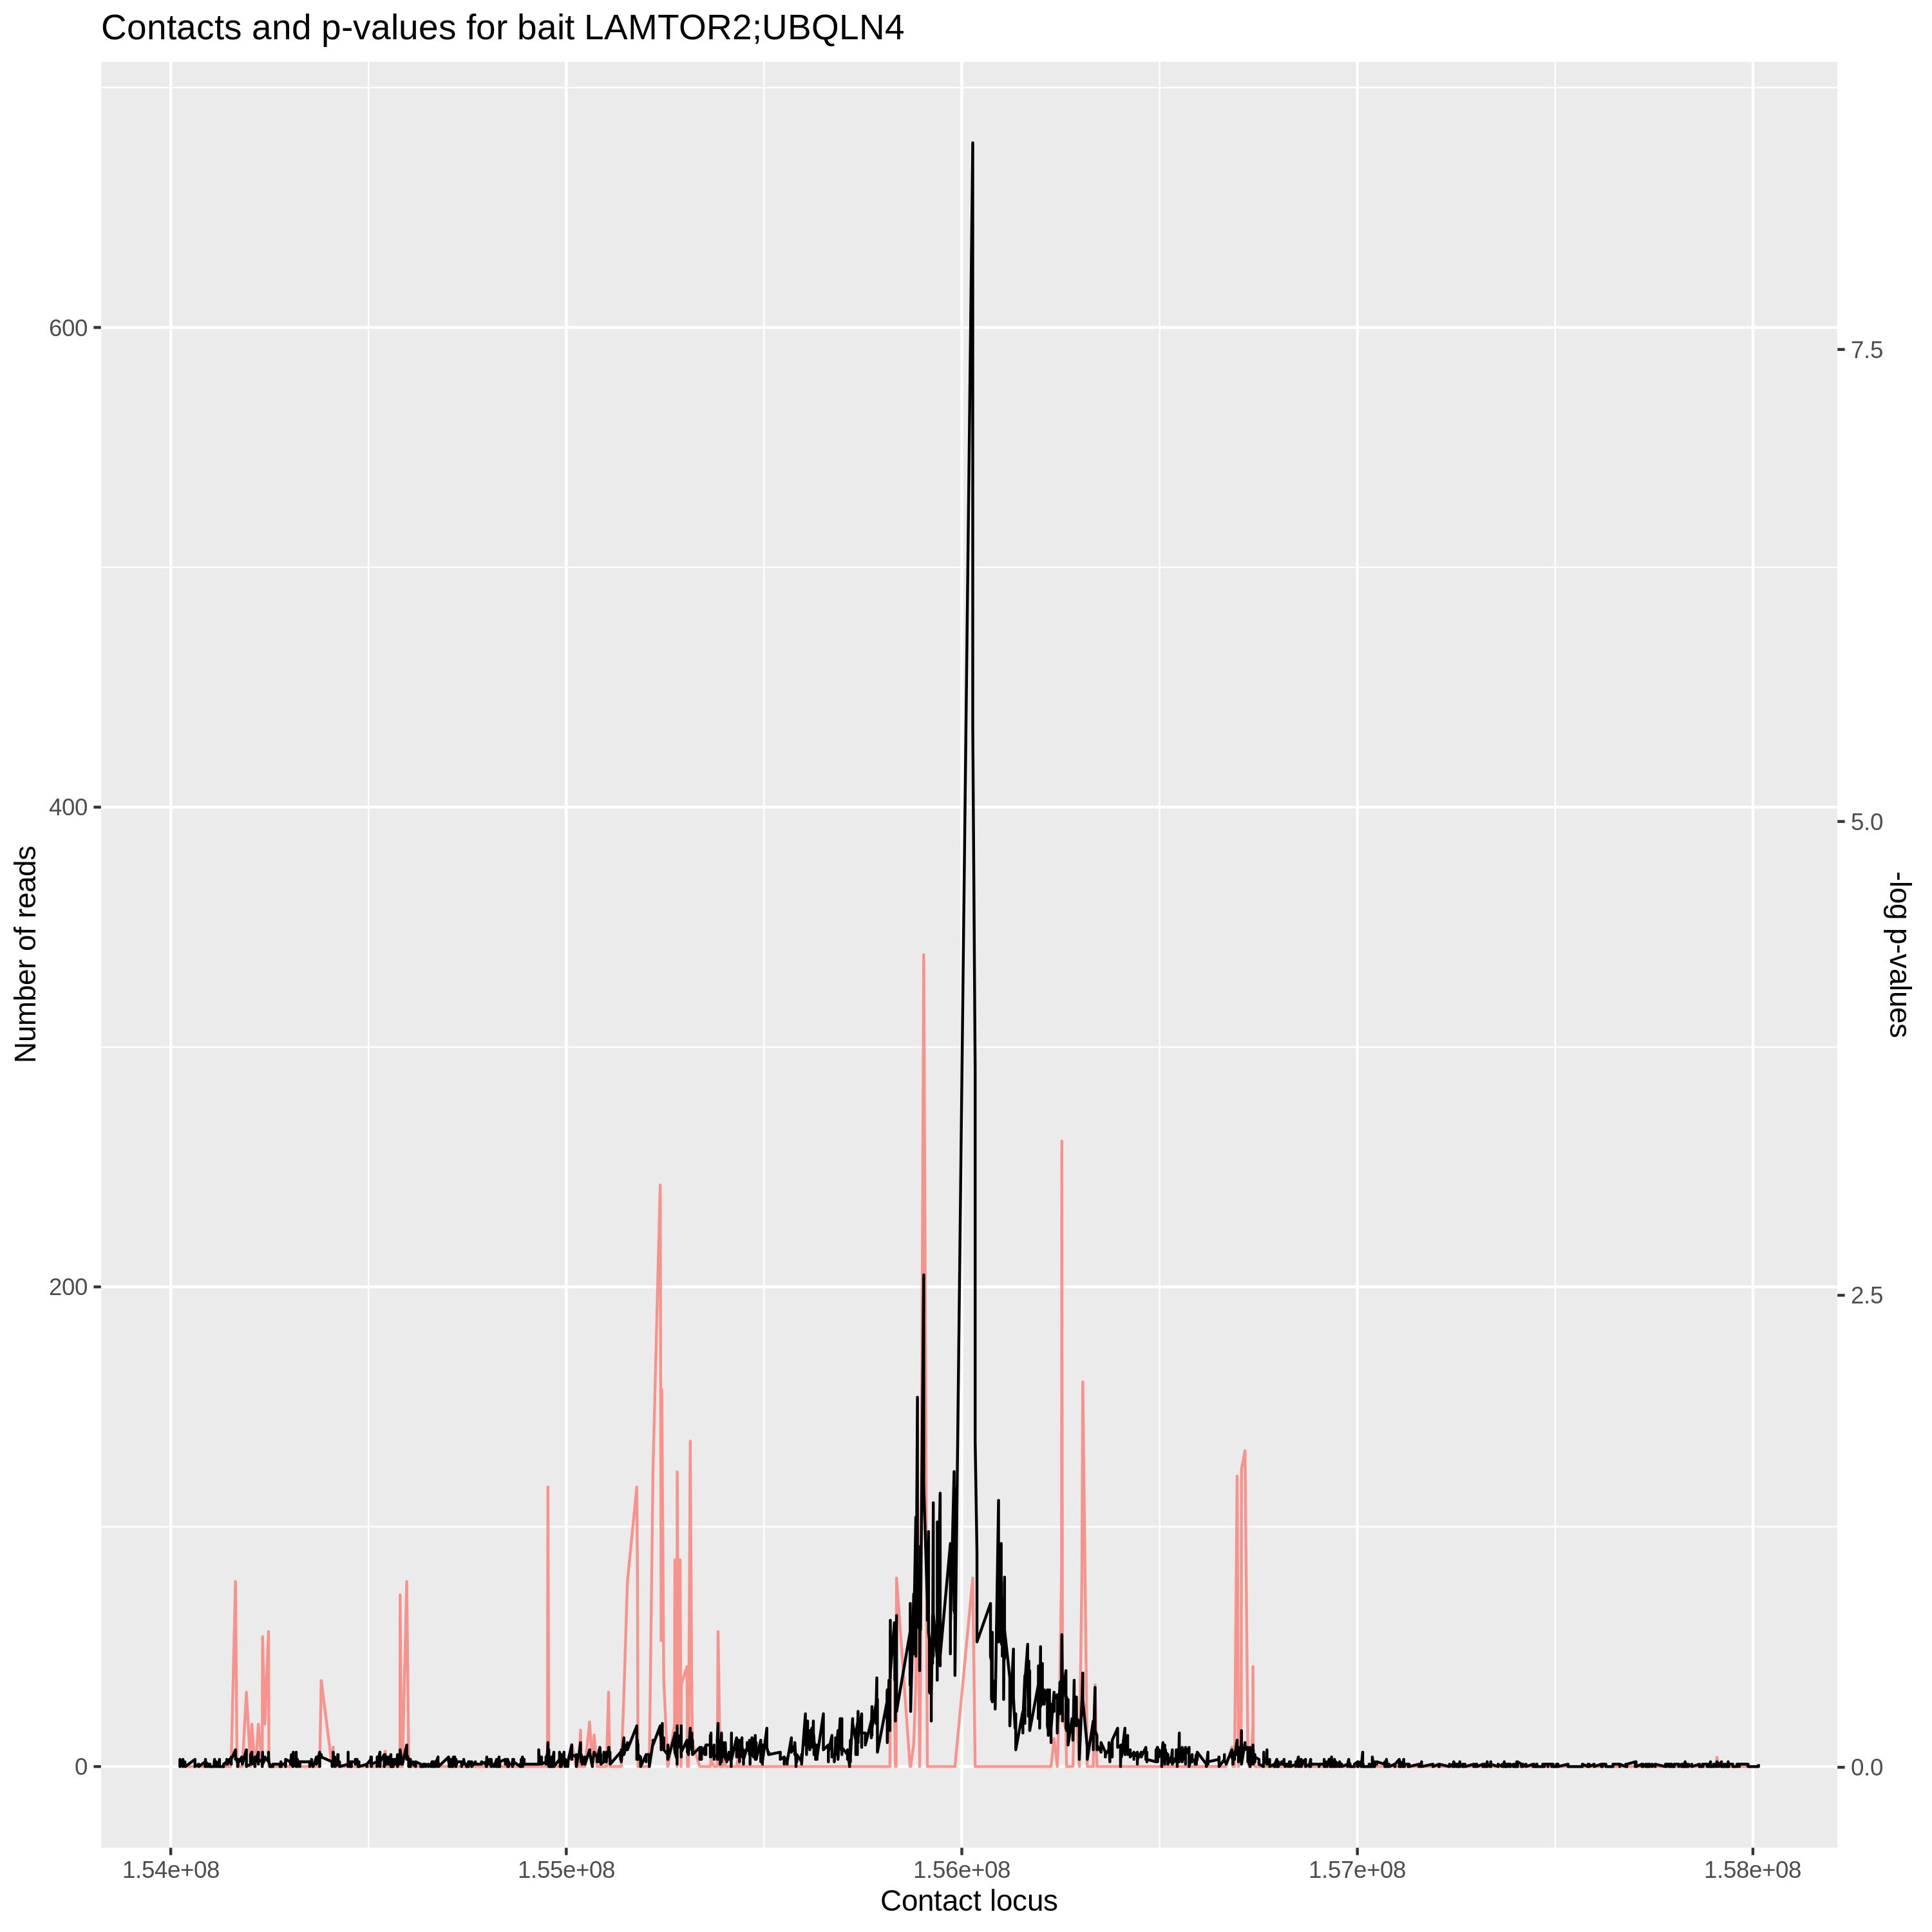 Contacts and p-values for bait LAMTOR2;UBQLN4
Number of reads
600
400
200
0
7.5
5.0
2.5
0.0
-log p-values
1.54e+08
1.55e+08
1.56e+08
1.57e+08
1.58e+08
Contact locus